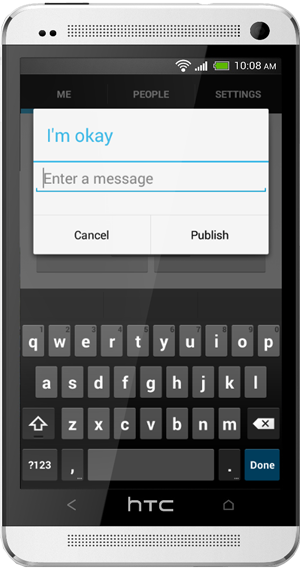 10:08 AM
ME PEOPLE SETTINGS
I'm okay
Enter a message
Cancel Publish
q w e r t y u i o p
a s d f g h j k l
z x c v b n m
?123 , . Done
hTC